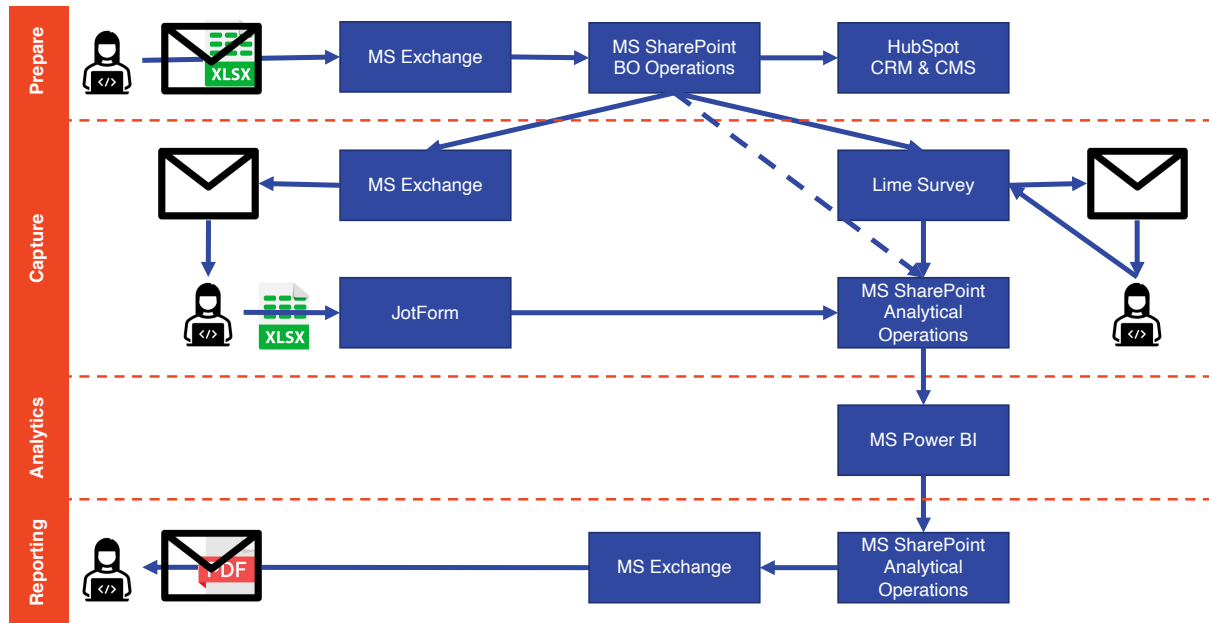 Prepare
XLSX
MS Exchange
MS SharePoint
BO Operations
HubSpot
CRM & CMS
Capture
MS Exchange
Lime Survey
</>
XLSX
JotForm
MS SharePoint
Analytical
Operations
</>
</>
Analytics
MS Power BI
Reporting
</>
PDF
MS Exchange
MS SharePoint
Analytical
Operations